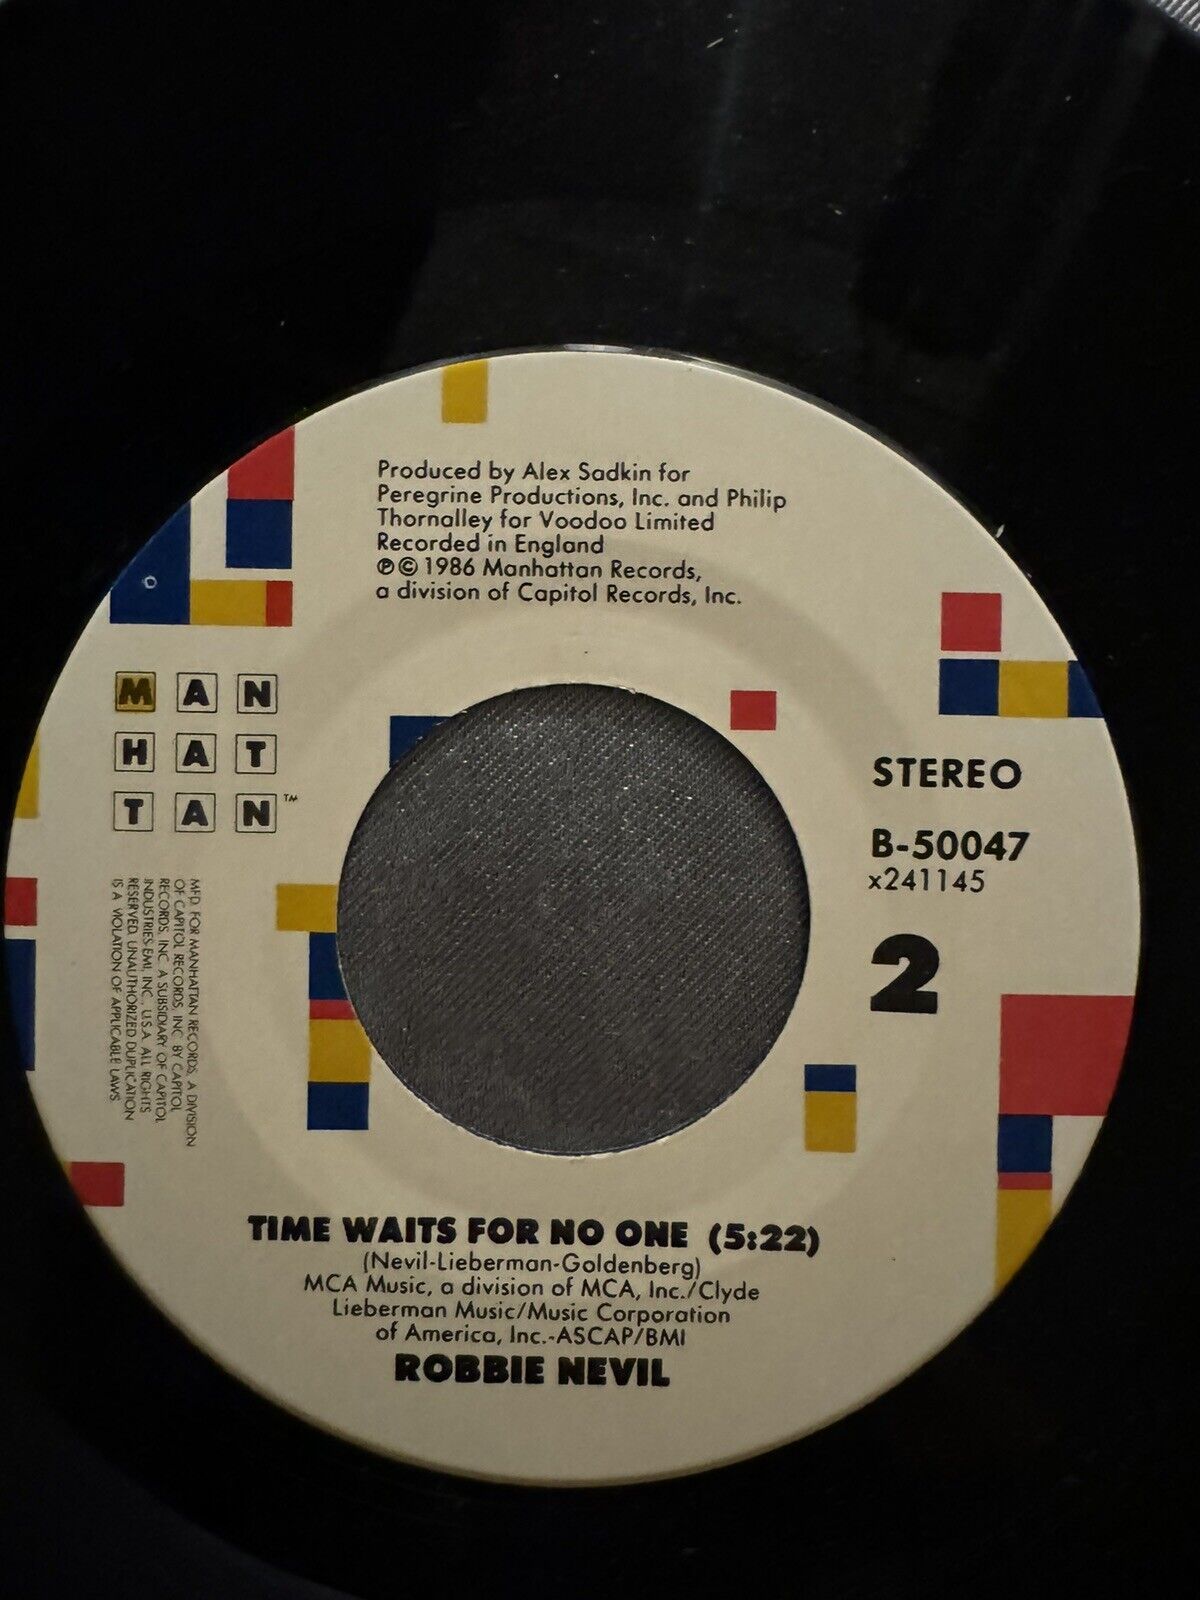 Produced by Alex Sadkin for
Peregrine Productions, Inc. and Philip
Thornalley for Voodoo Limited
Recorded in England
℗© 1986 Manhattan Records,
a division of Capitol Records, Inc.
MAN
HAT
TAN™
STEREO
B-50047
x241145
2
MFD. FOR MANHATTAN RECORDS, A DIVISION
OF CAPITOL RECORDS, INC. BY CAPITOL
RECORDS, INC. A SUBSIDIARY OF CAPITOL
INDUSTRIES-EMI, INC., U.S.A. ALL RIGHTS
RESERVED. UNAUTHORIZED DUPLICATION
IS A VIOLATION OF APPLICABLE LAWS
TIME WAITS FOR NO ONE (5:22)
(Nevil-Lieberman-Goldenberg)
MCA Music, a division of MCA, Inc./Clyde
Lieberman Music/Music Corporation
of America, Inc.-ASCAP/BMI
ROBBIE NEVIL